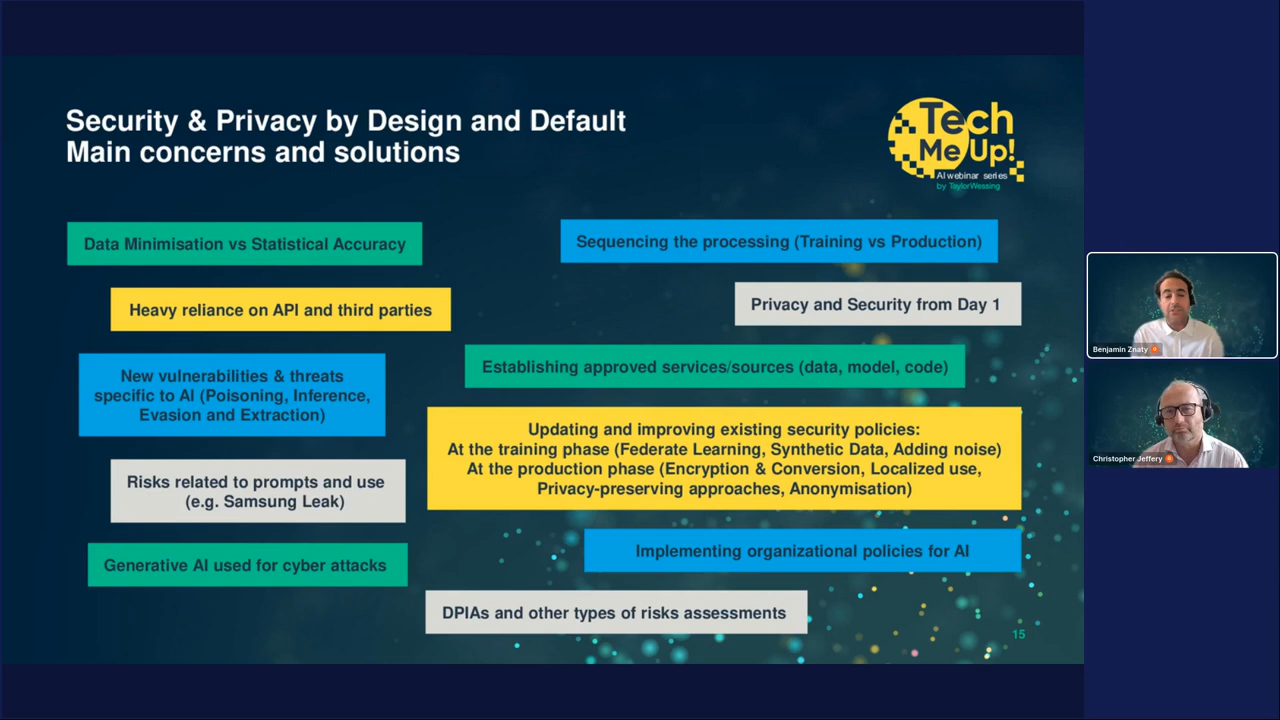 Security & Privacy by Design and Default
Main concerns and solutions
Tech
Me Up!
AI webinar series
by TaylorWessing
Data Minimisation vs Statistical Accuracy
Heavy reliance on API and third parties
New vulnerabilities & threats
specific to AI (Poisoning, Inference,
Evasion and Extraction)
Risks related to prompts and use
(e.g. Samsung Leak)
Generative AI used for cyber attacks
Sequencing the processing (Training vs Production)
Privacy and Security from Day 1
Establishing approved services/sources (data, model, code)
Updating and improving existing security policies:
At the training phase (Federate Learning, Synthetic Data, Adding noise)
At the production phase (Encryption & Conversion, Localized use,
Privacy-preserving approaches, Anonymisation)
Implementing organizational policies for AI
DPIAs and other types of risks assessments
15
Benjamin Znaty
Christopher Jeffery